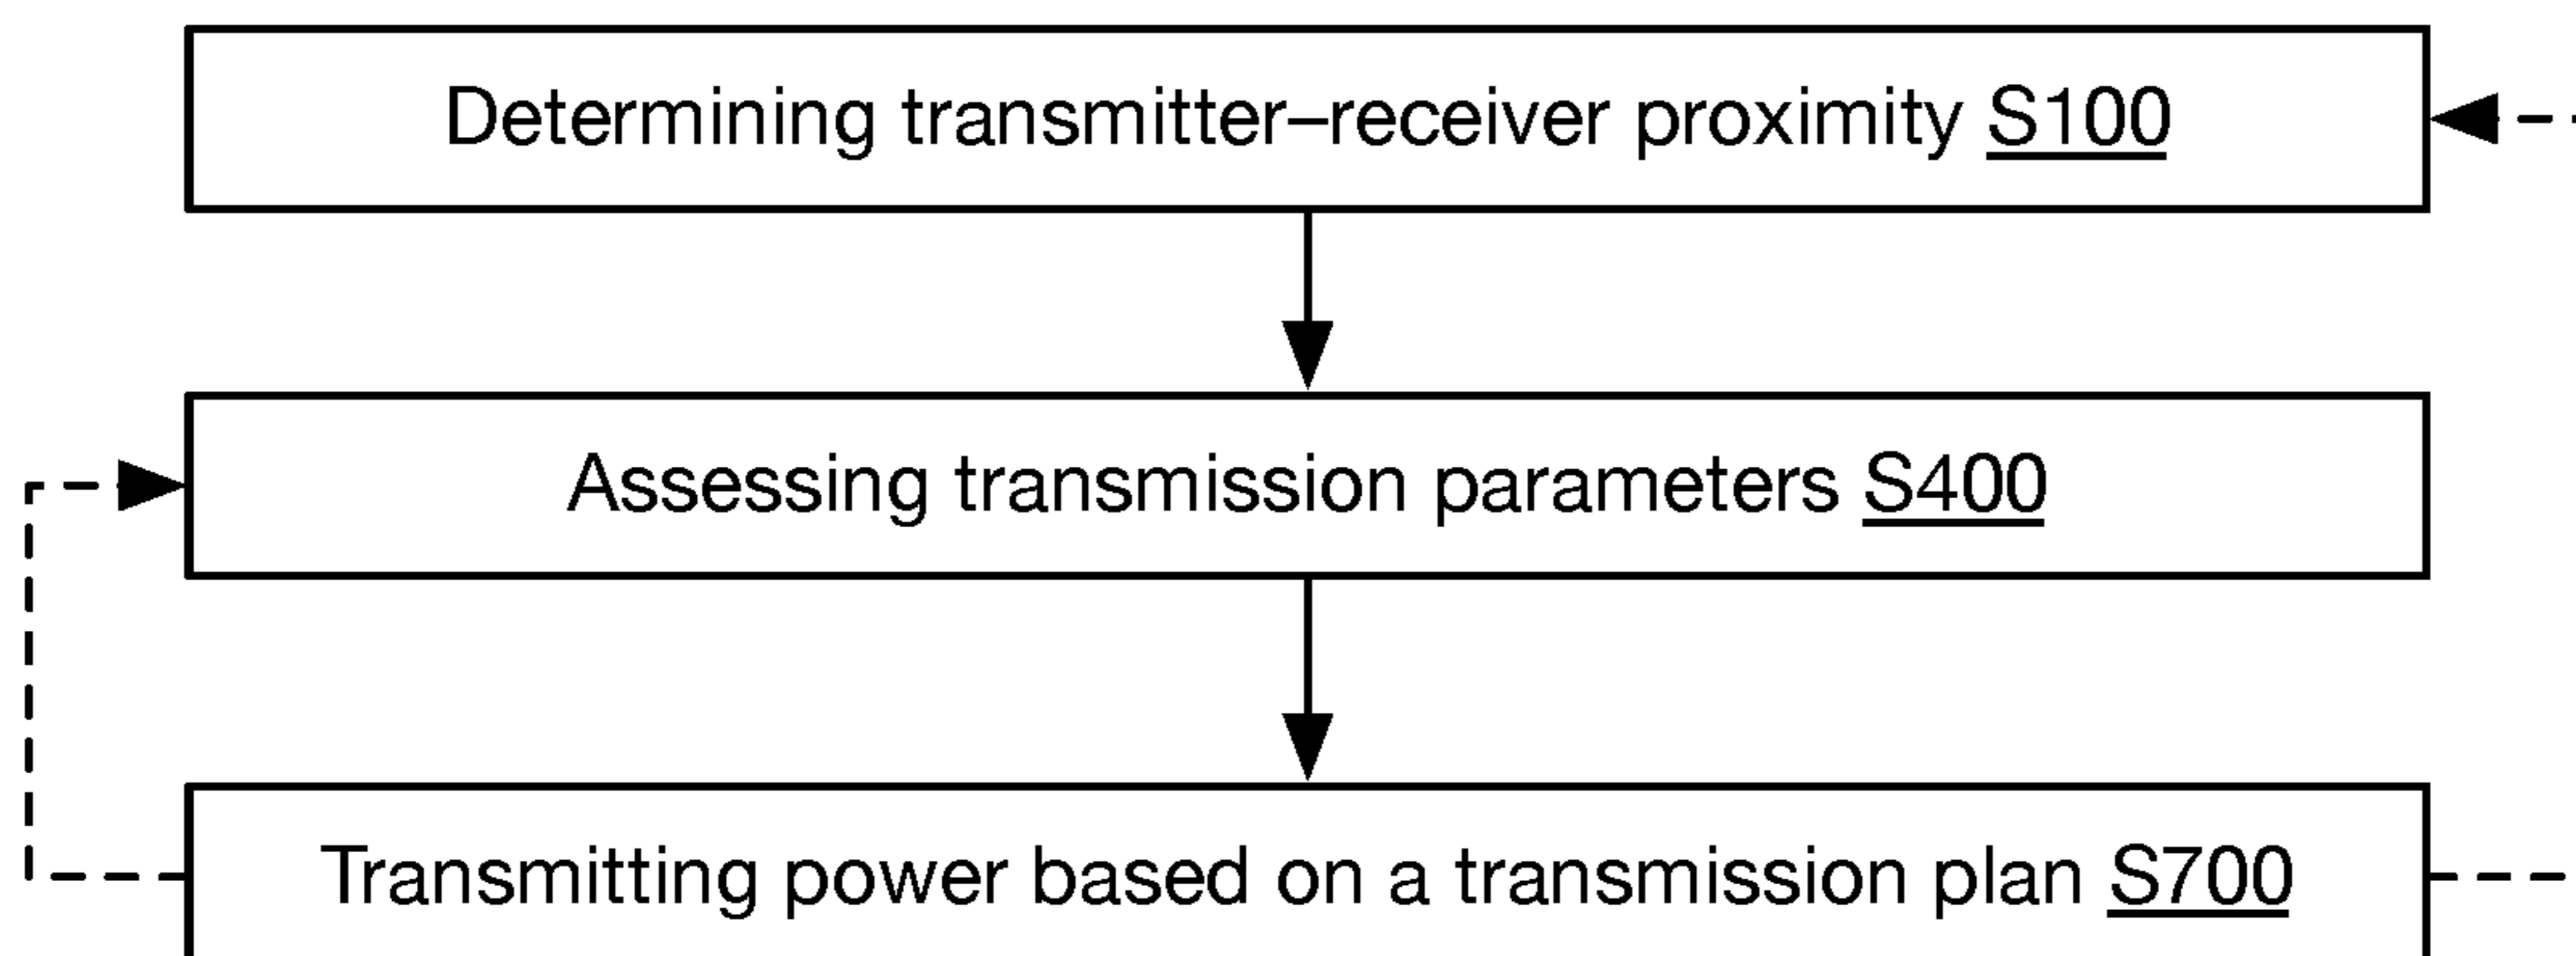 Determining transmitter–receiver proximity S100
Assessing transmission parameters S400
Transmitting power based on a transmission plan S700